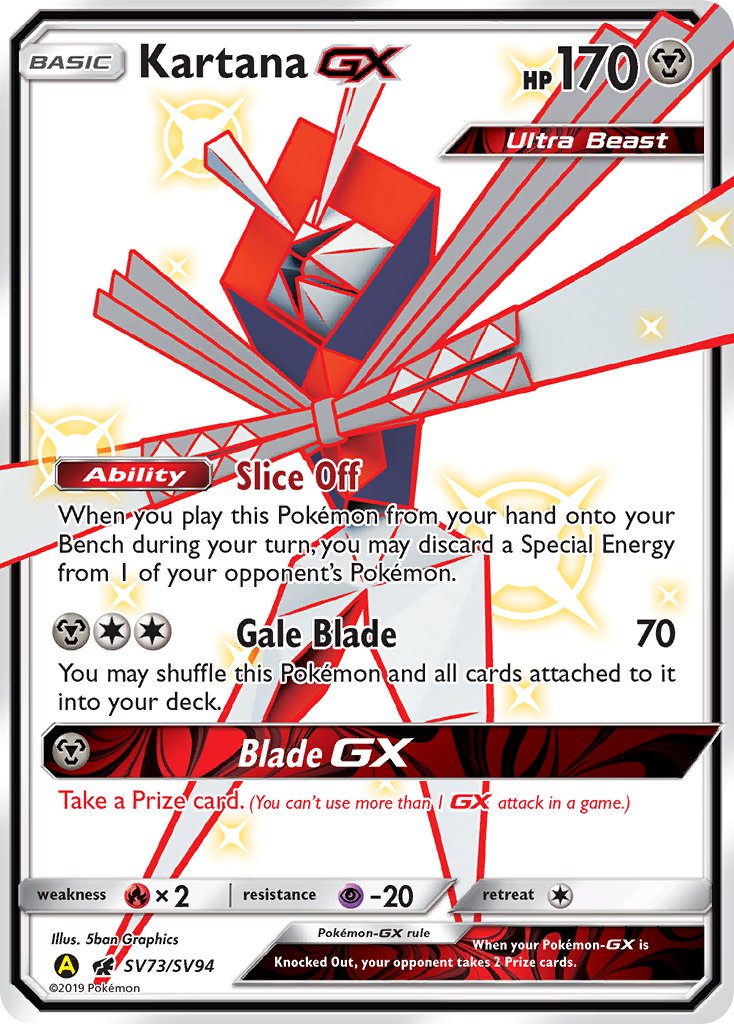 BASIC Kartana GX HP 170
Ultra Beast
Ability Slice Off
When you play this Pokémon from your hand onto your
Bench during your turn, you may discard a Special Energy
from 1 of your opponent's Pokémon.
Gale Blade 70
You may shuffle this Pokémon and all cards attached to it
into your deck.
Blade GX
Take a Prize card. (You can't use more than 1 GX attack in a game.)
weakness ×2 resistance -20 retreat
Illus. 5ban Graphics
Pokémon-GX rule
When your Pokémon-GX is
Knocked Out, your opponent takes 2 Prize cards.
A SV73/SV94
©2019 Pokémon